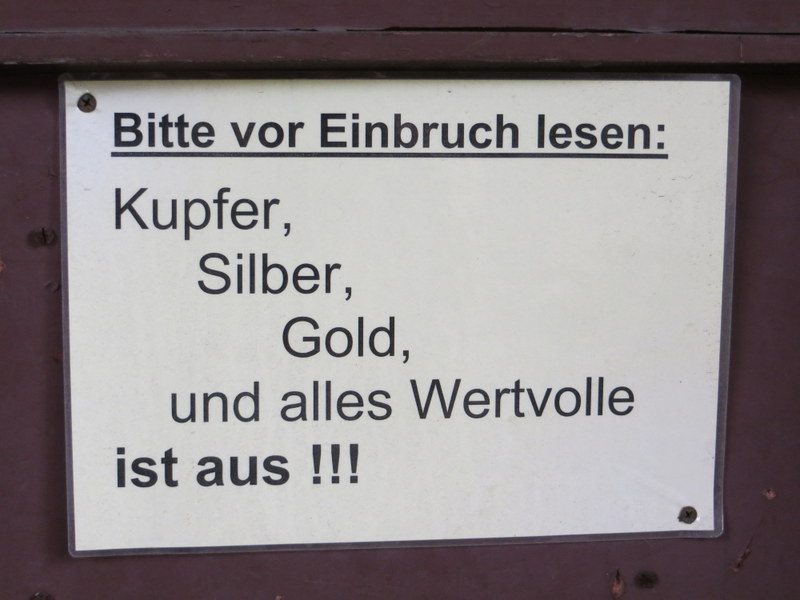 Bitte vor Einbruch lesen:
Kupfer,
Silber,
Gold,
und alles Wertvolle
ist aus !!!